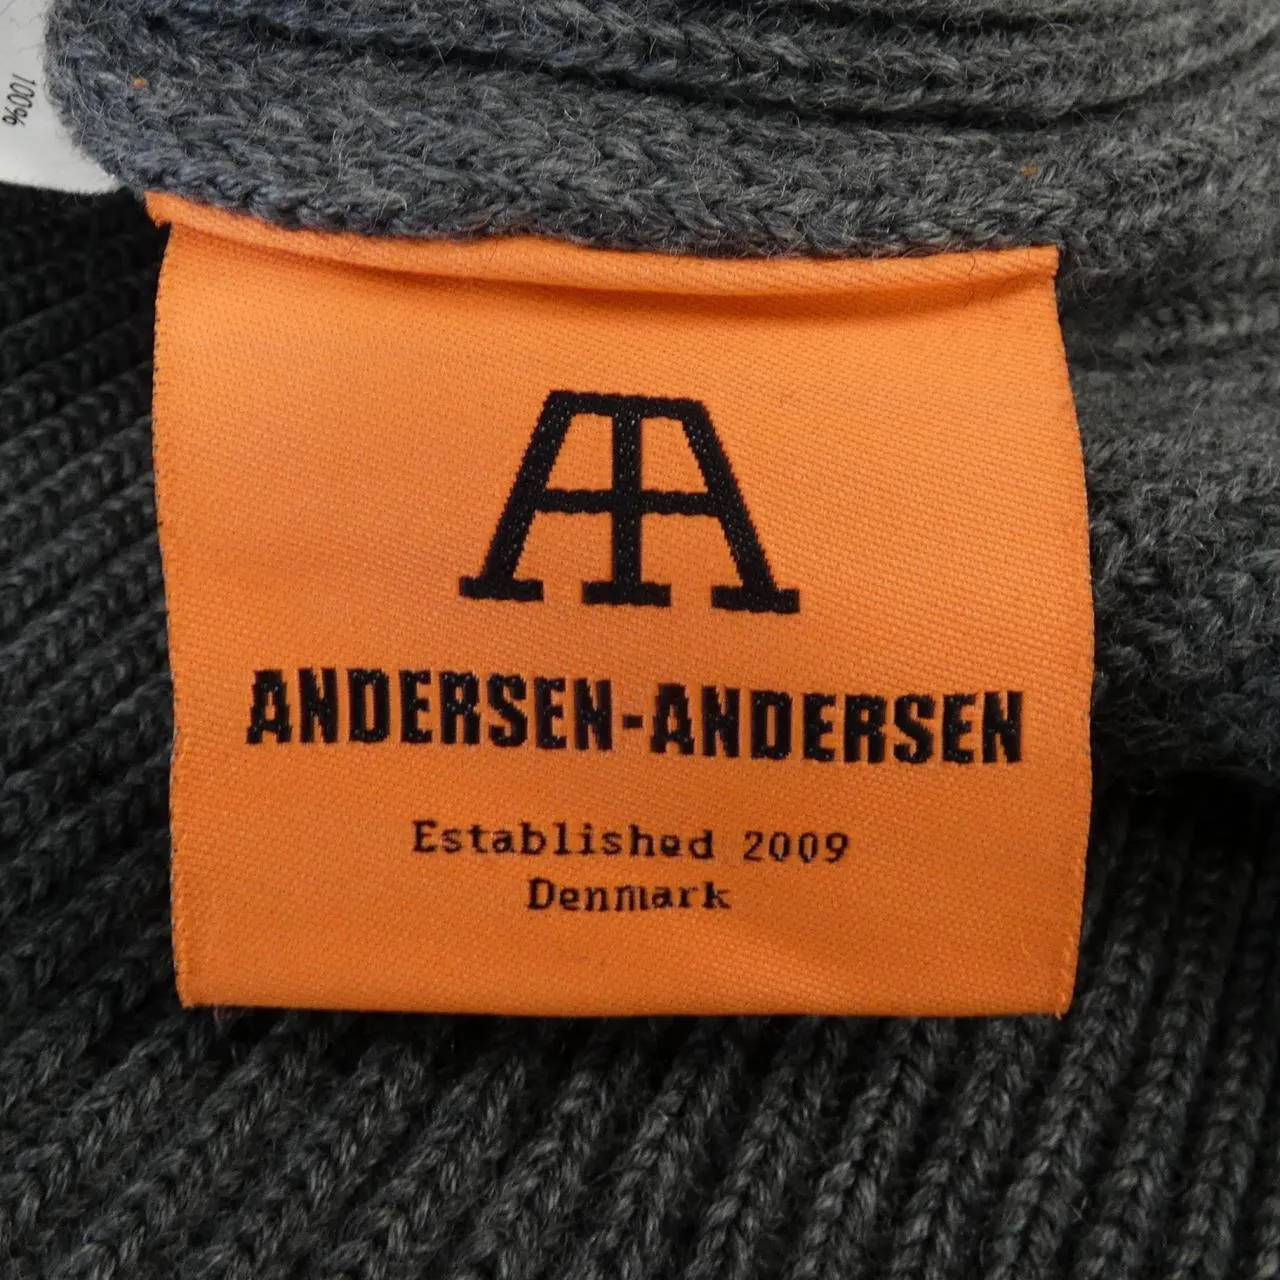 100%
ANDERSEN-ANDERSEN
Established 2009
Denmark